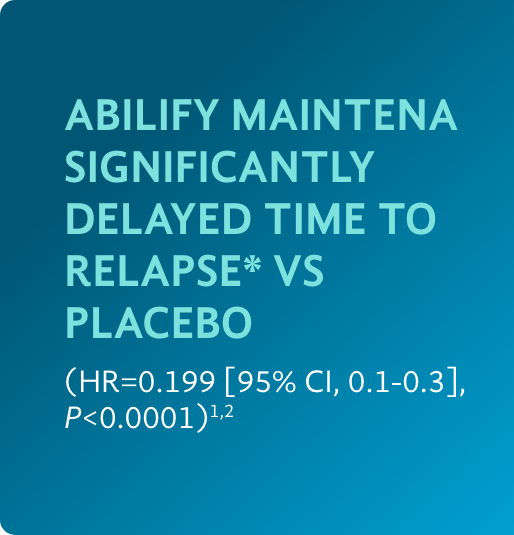 ABILIFY MAINTENA
SIGNIFICANTLY
DELAYED TIME TO
RELAPSE* VS
PLACEBO
(HR=0.199 [95% CI, 0.1-0.3],
P<0.0001)1,2